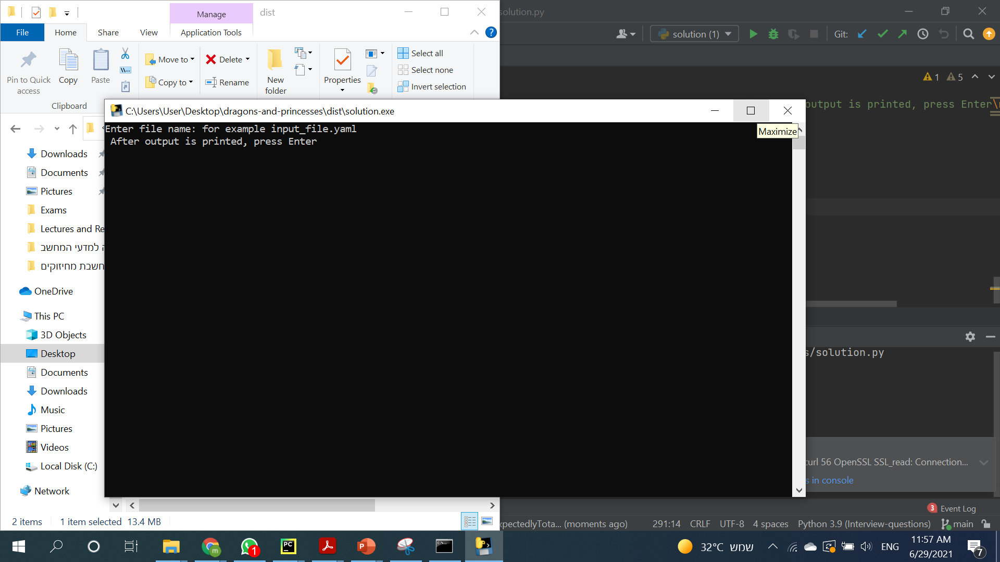 Manage
dist
solution.py
File
Home
Share
View
Application Tools
solution (1)
Git:
Pin to Quick access
Copy
Paste
Move to
Copy to
Delete
Rename
New folder
Properties
Select all
Select none
Invert selection
Clipboard
1
5
output is printed, press Enter\
C:\Users\User\Desktop\dragons-and-princesses\dist\solution.exe
Maximize
Enter file name: for example input_file.yaml
After output is printed, press Enter
Downloads
Documents
Pictures
Exams
Lectures and Re
למדעי המחשב
חשבת מחיזוקים
OneDrive
This PC
3D Objects
Desktop
Documents
Downloads
Music
Pictures
Videos
Local Disk (C:)
Network
s/solution.py
curl 56 OpenSSL SSL_read: Connection...
s in console
3 Event Log
2 items
1 item selected 13.4 MB
xpectedlyTota... (moments ago)
291:14
CRLF
UTF-8
4 spaces
Python 3.9 (Interview-questions)
main
PC
1
32°C שמש
ENG
11:57 AM
6/29/2021
7